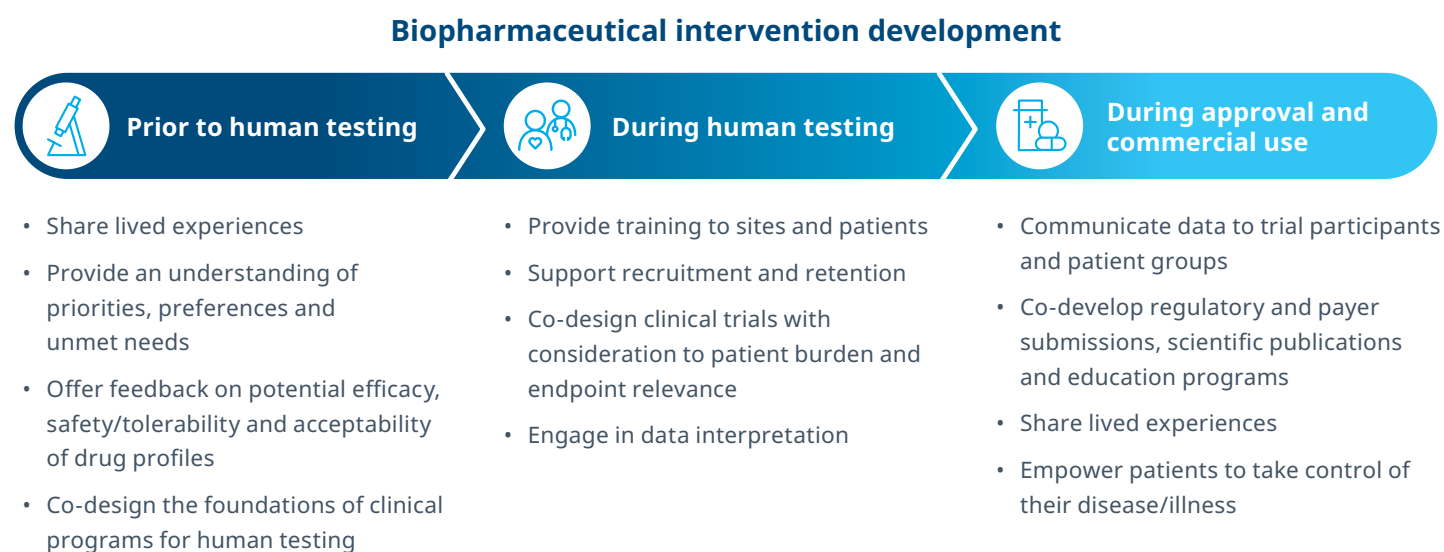 Biopharmaceutical intervention development
Prior to human testing
• Share lived experiences
• Provide an understanding of
priorities, preferences and
unmet needs
• Offer feedback on potential efficacy,
safety/tolerability and acceptability
of drug profiles
• Co-design the foundations of clinical
programs for human testing
During human testing
• Provide training to sites and patients
• Support recruitment and retention
• Co-design clinical trials with
consideration to patient burden and
endpoint relevance
• Engage in data interpretation
During approval and
commercial use
• Communicate data to trial participants
and patient groups
• Co-develop regulatory and payer
submissions, scientific publications
and education programs
• Share lived experiences
• Empower patients to take control of
their disease/illness